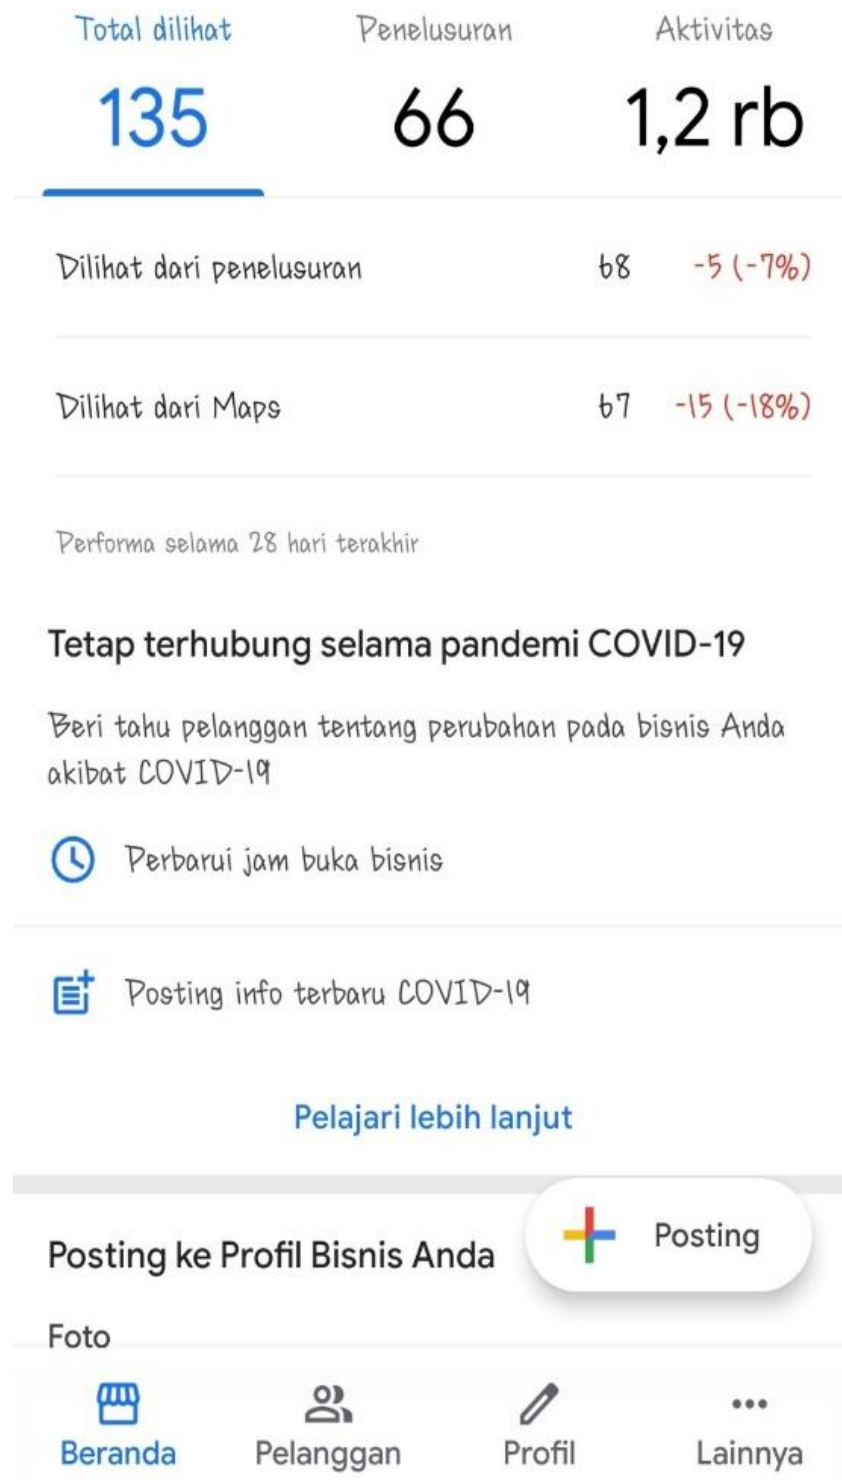 Total dilihat Penelusuran Aktivitas
135 66 1,2 rb
Dilihat dari penelusuran 68 -5 (-7%)
Dilihat dari Maps 67 -15 (-18%)
Performa selama 28 hari terakhir
Tetap terhubung selama pandemi COVID-19
Beri tahu pelanggan tentang perubahan pada bisnis Anda
akibat COVID-19
Perbarui jam buka bisnis
Posting info terbaru COVID-19
Pelajari lebih lanjut
Posting ke Profil Bisnis Anda
Posting
Foto
Beranda Pelanggan Profil Lainnya